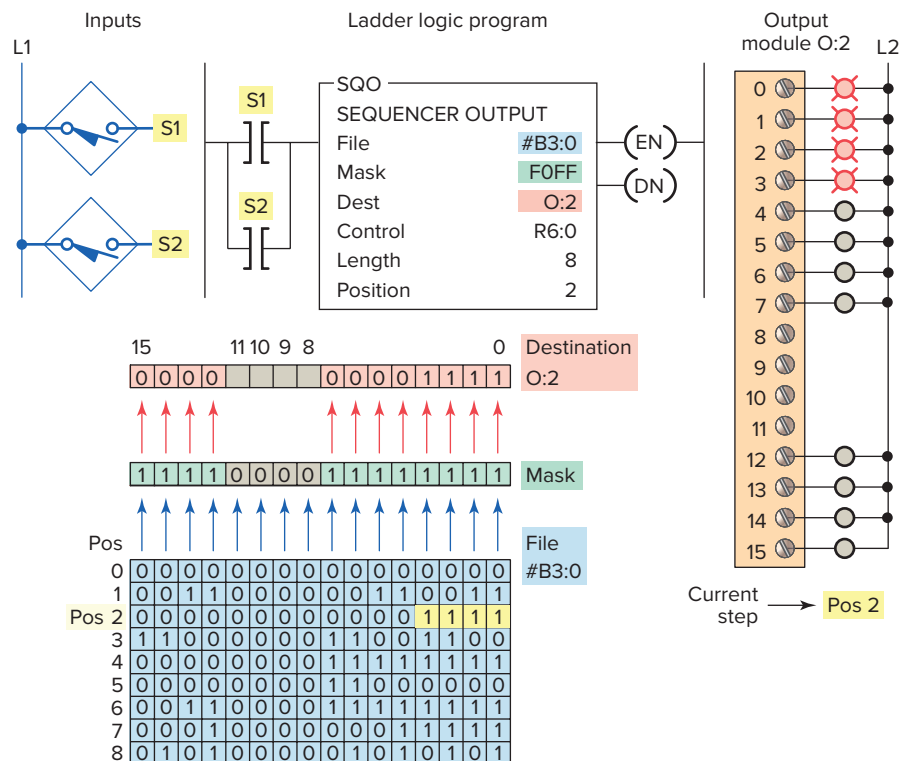 Inputs
Ladder logic program
Output
module O:2
L1
L2
S1
S2
S1
S2
SQO
SEQUENCER OUTPUT
File #B3:0
Mask F0FF
Dest O:2
Control R6:0
Length 8
Position 2
EN
DN
0
1
2
3
4
5
6
7
8
9
10
11
12
13
14
15
Current
step
Pos 2
15 11 10 9 8 0 Destination
0 0 0 0 0 0 0 0 1 1 1 1 O:2
1 1 1 1 0 0 0 0 1 1 1 1 1 1 1 1 Mask
Pos
File
#B3:0
0 0 0 0 0 0 0 0 0 0 0 0 0 0 0 0 0
1 0 0 1 1 0 0 0 0 0 0 1 1 0 0 1 1
Pos 2 0 0 0 0 0 0 0 0 0 0 0 0 1 1 1 1
3 1 1 0 0 0 0 0 0 1 1 0 0 1 1 0 0
4 0 0 0 0 0 0 0 0 1 1 1 1 1 1 1 1
5 0 0 0 0 0 0 0 0 1 1 0 0 0 0 0 0
6 0 0 1 1 0 0 0 0 1 1 1 1 1 1 1 1
7 0 0 0 1 0 0 0 0 0 0 0 1 1 1 1 1
8 0 1 0 1 0 0 0 0 0 1 0 1 0 1 0 1